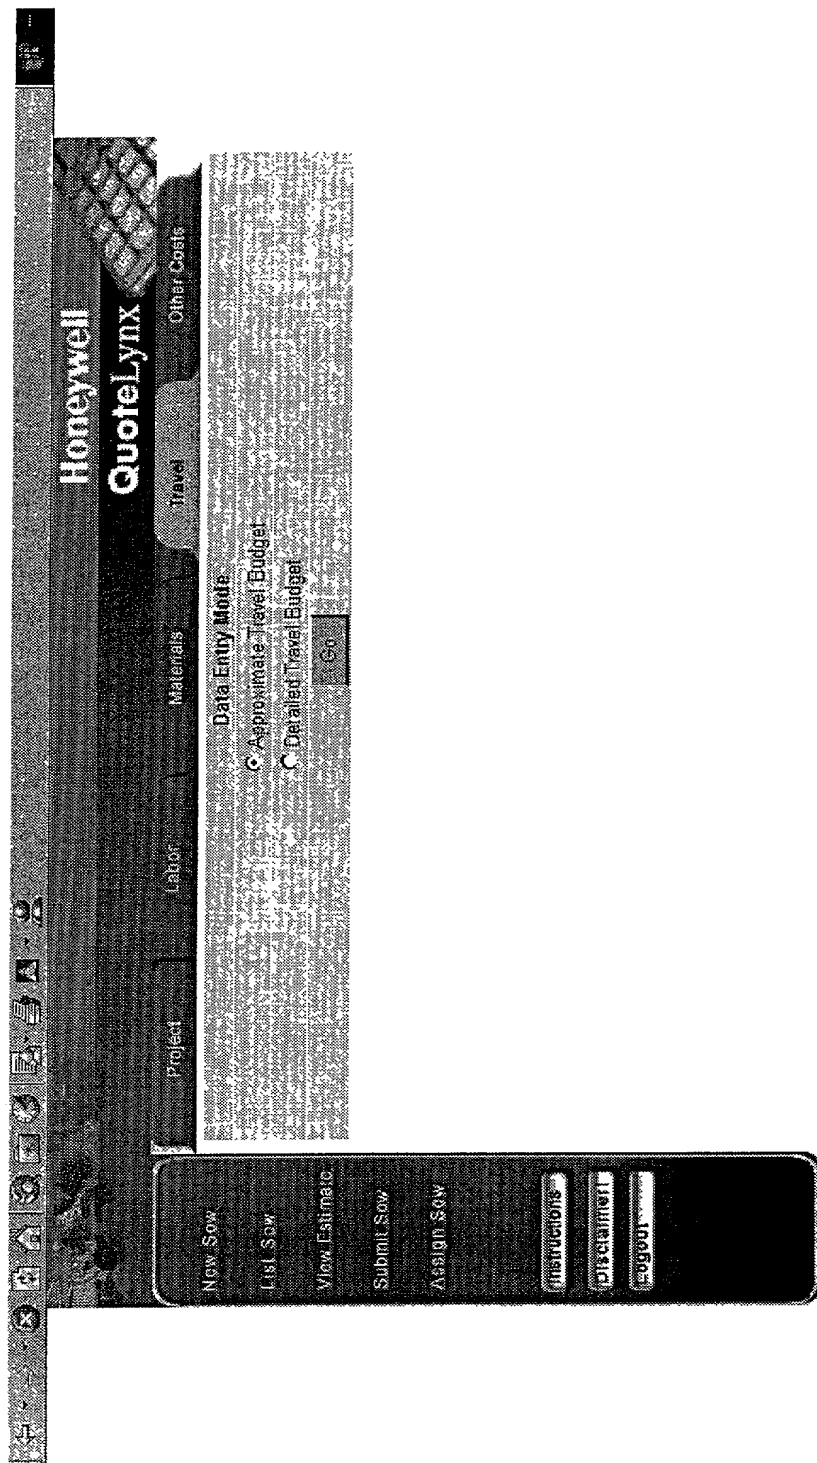 Honeywell
QuoteLynx
Project Labor Materials Travel Other Costs
Data Entry Mode
Approximate Travel Budget
Detailed Travel Budget
Go
New Sow
List Sow
View Estimate
Submit Sow
Assign Sow
Instructions
Disclaimer
Logout